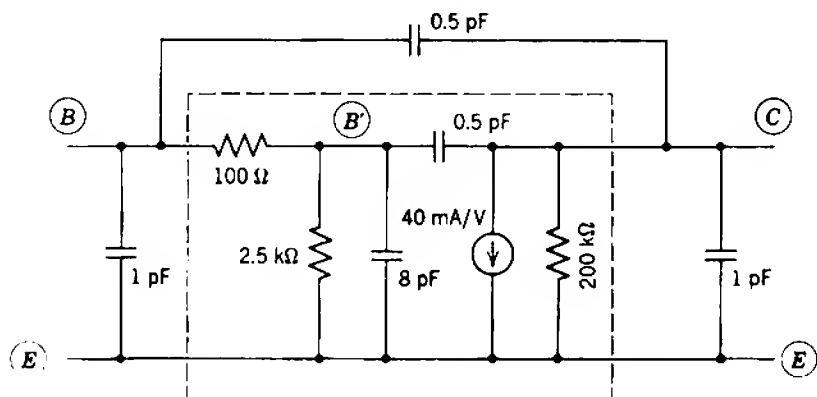 0.5 pF
B
B'
0.5 pF
C
100 Ω
40 mA/V
2.5 kΩ
200 kΩ
1 pF
8 pF
1 pF
E
E